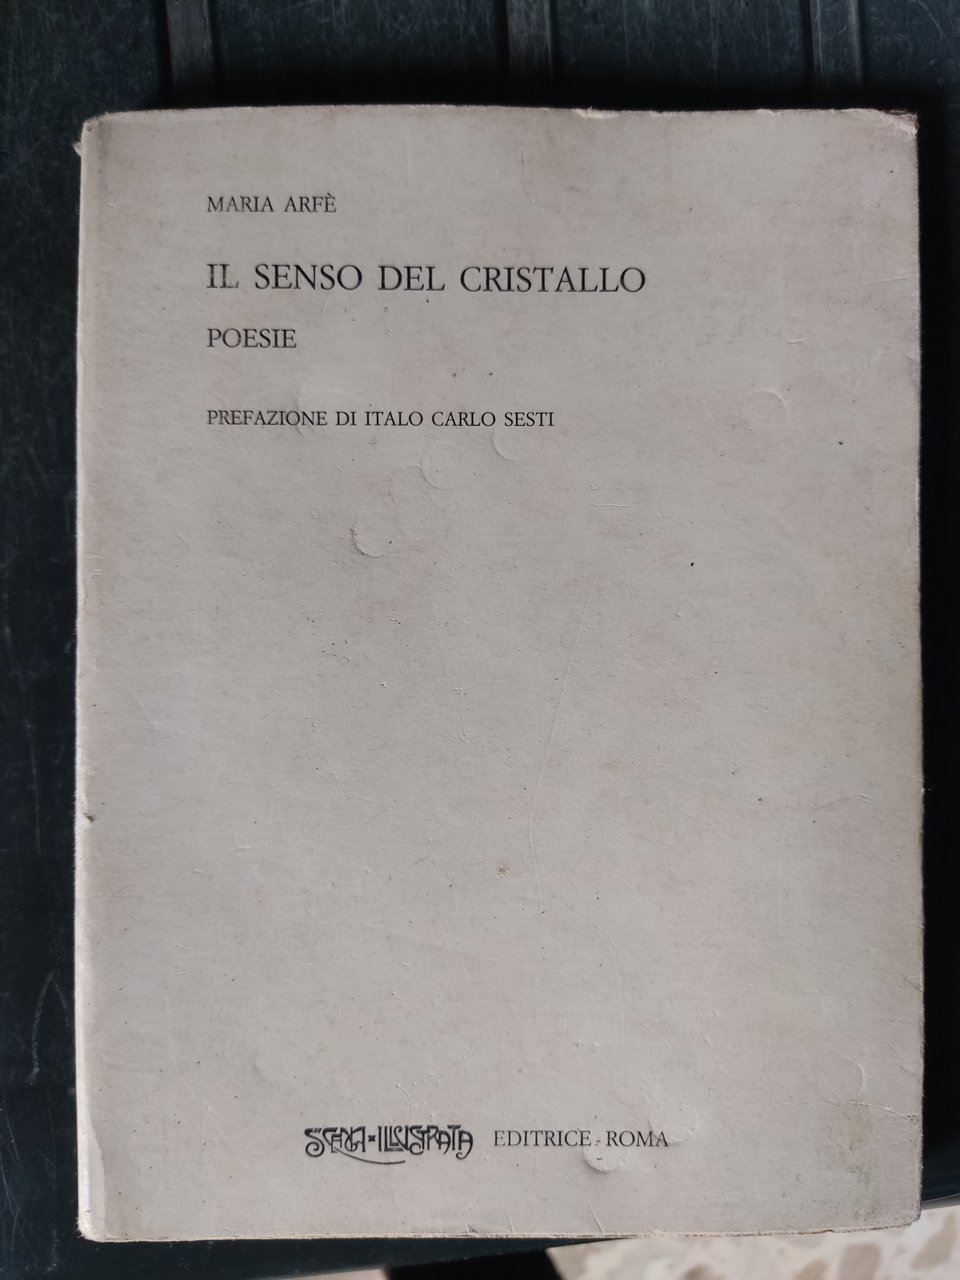 MARIA ARFÈ
IL SENSO DEL CRISTALLO
POESIE
PREFAZIONE DI ITALO CARLO SESTI
SCENA-ILLUSTRATA EDITRICE - ROMA